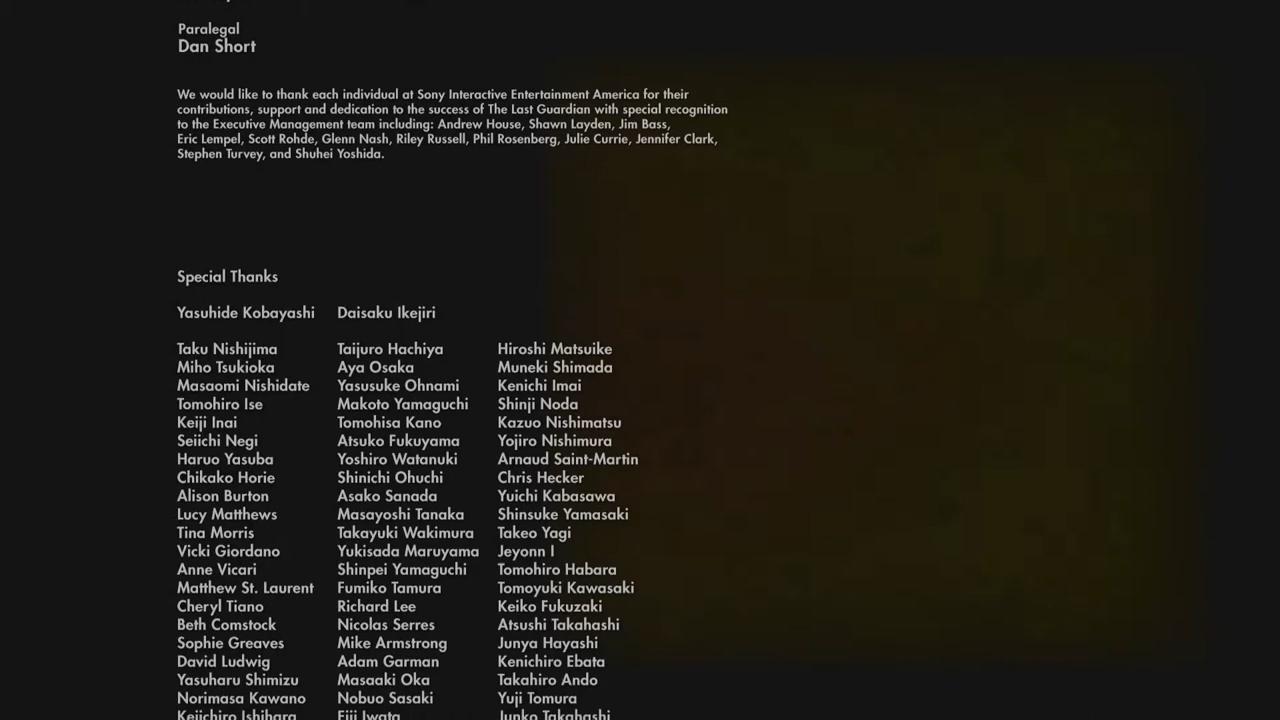 Paralegal
Dan Short
We would like to thank each individual at Sony Interactive Entertainment America for their
contributions, support and dedication to the success of The Last Guardian with special recognition
to the Executive Management team including: Andrew House, Shawn Layden, Jim Bass,
Eric Lempel, Scott Rohde, Glenn Nash, Riley Russell, Phil Rosenberg, Julie Currie, Jennifer Clark,
Stephen Turvey, and Shuhei Yoshida.
Special Thanks
Yasuhide Kobayashi Daisaku Ikejiri
Taku Nishijima Taijuro Hachiya Hiroshi Matsuike
Miho Tsukioka Aya Osaka Muneki Shimada
Masaomi Nishidate Yasusuke Ohnami Kenichi Imai
Tomohiro Ise Makoto Yamaguchi Shinji Noda
Keiji Inai Tomohisa Kano Kazuo Nishimatsu
Seiichi Negi Atsuko Fukuyama Yojiro Nishimura
Haruo Yasuba Yoshiro Watanuki Arnaud Saint-Martin
Chikako Horie Shinichi Ohuchi Chris Hecker
Alison Burton Asako Sanada Yuichi Kabasawa
Lucy Matthews Masayoshi Tanaka Shinsuke Yamasaki
Tina Morris Takayuki Wakimura Takeo Yagi
Vicki Giordano Yukisada Maruyama Jeyonn I
Anne Vicari Shinpei Yamaguchi Tomohiro Habara
Matthew St. Laurent Fumiko Tamura Tomoyuki Kawasaki
Cheryl Tiano Richard Lee Keiko Fukuzaki
Beth Comstock Nicolas Serres Atsushi Takahashi
Sophie Greaves Mike Armstrong Junya Hayashi
David Ludwig Adam Garman Kenichiro Ebata
Yasuharu Shimizu Masaaki Oka Takahiro Ando
Norimasa Kawano Nobuo Sasaki Yuji Tomura
Keiichiro Ishihara Eiji Iwata Junko Takahashi